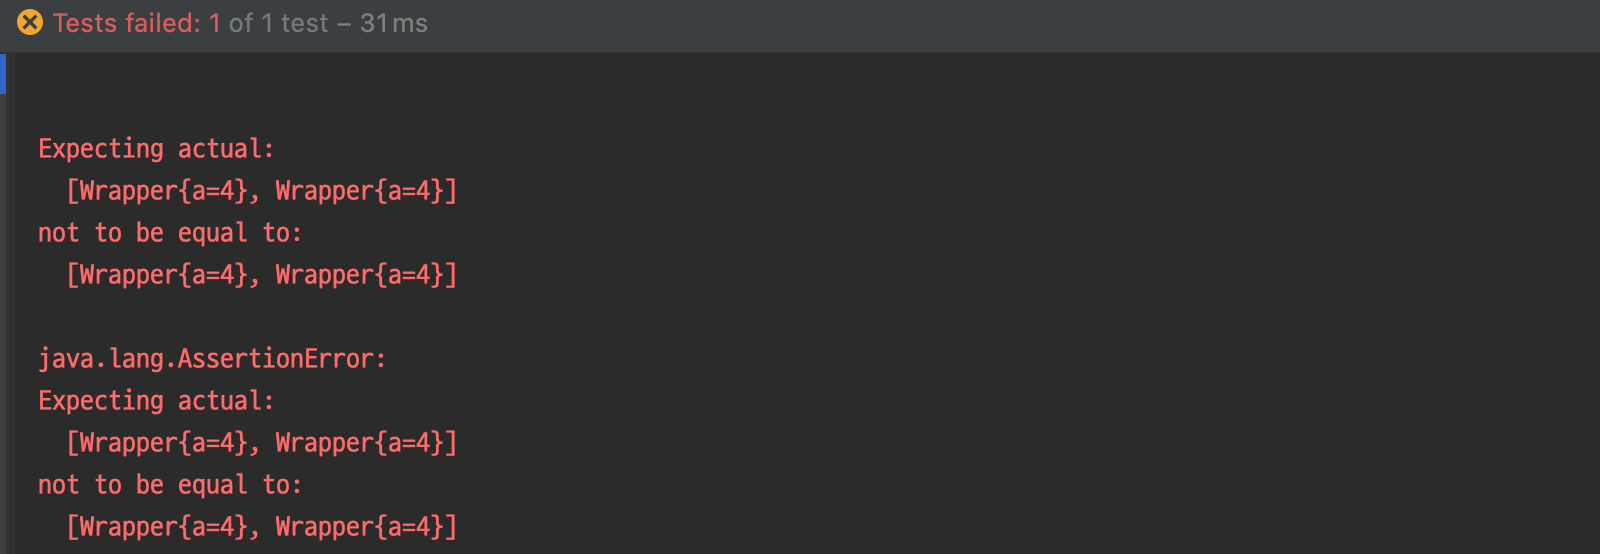 Tests failed: 1 of 1 test – 31 ms
Expecting actual:
  [Wrapper{a=4}, Wrapper{a=4}]
not to be equal to:
  [Wrapper{a=4}, Wrapper{a=4}]
java.lang.AssertionError:
Expecting actual:
  [Wrapper{a=4}, Wrapper{a=4}]
not to be equal to:
  [Wrapper{a=4}, Wrapper{a=4}]